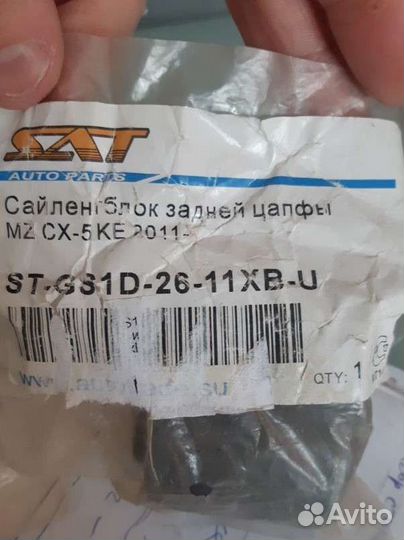 SAT
AUTO PARTS
Сайлентблок задней цапфы
MZ CX-5 KE 2011-
ST-GS1D-26-11XB-U
QTY: 1
Avito